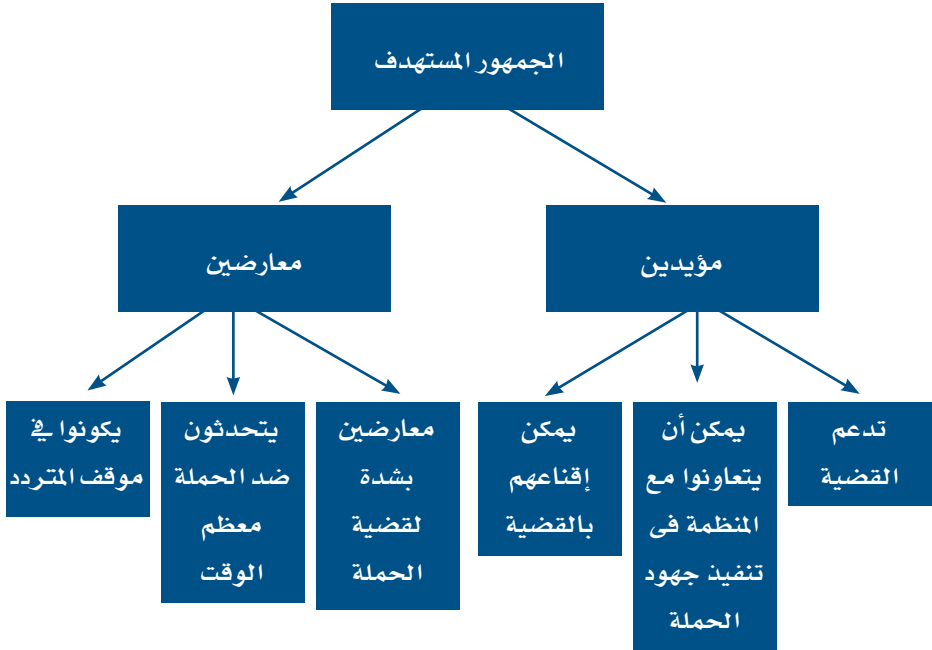 الجمهور المستهدف
مؤيدين
معارضين
تدعم
القضية
يمكن أن
يتعاونوا مع
المنظمة فى
تنفيذ جهود
الحملة
يمكن
إقناعهم
بالقضية
معارضين
بشدة
لقضية
الحملة
يتحدثون
ضد الحملة
معظم
الوقت
يكونوا في
موقف المتردد